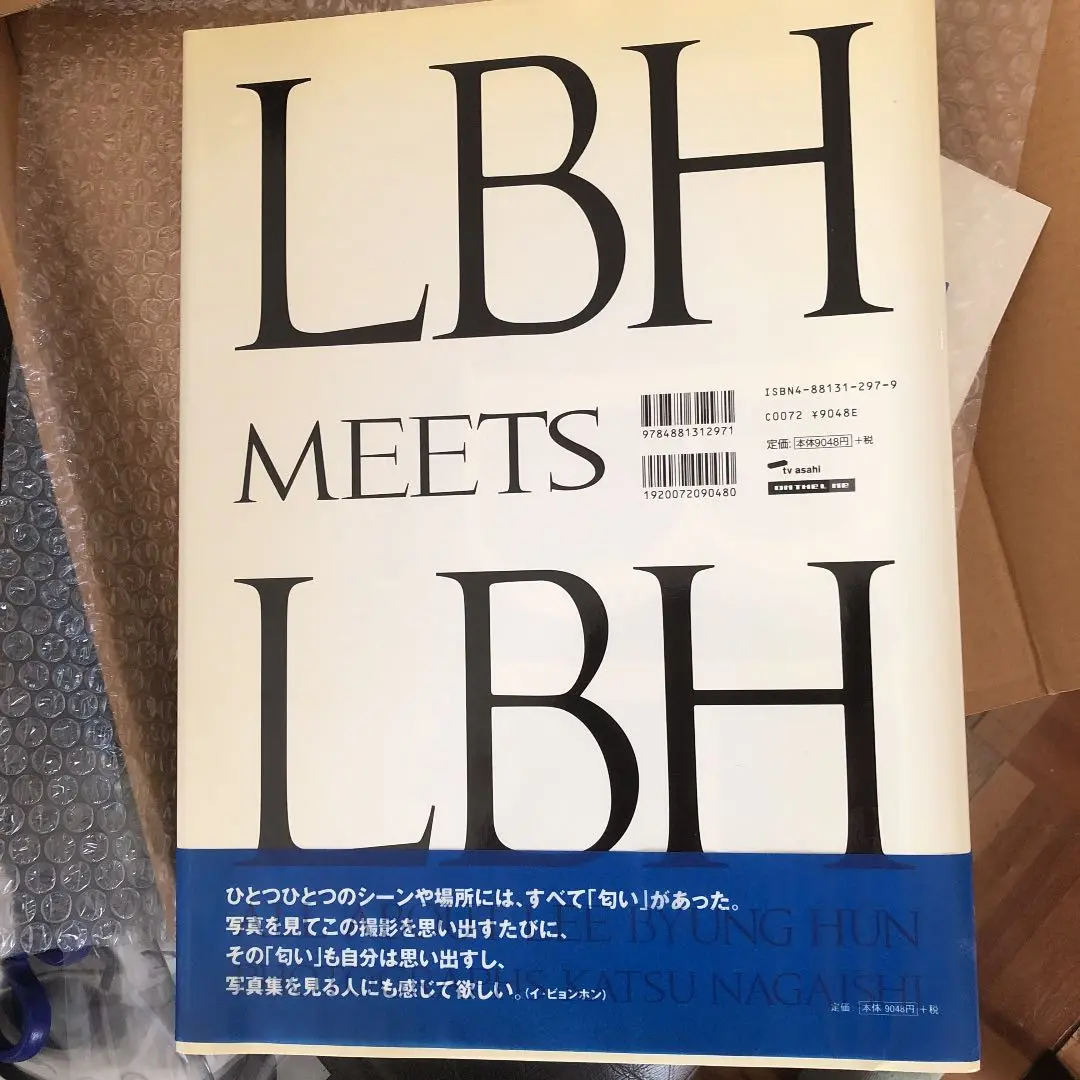 LBH
MEETS
9784881312971
1920072090480
ISBN4-88131-297-9
C0072 ¥9048E
定価:本体9048円+税
tv asahi
LBH
ひとつひとつのシーンや場所には、すべて「匂い」があった。
写真を見てこの撮影を思い出すたびに、
その「匂い」も自分は思い出すし、
写真集を見る人にも感じて欲しい。(イ・ビョンホン)
LEE BYUNG HUN
KATSU NAGAISHI
定価 本体 9048円+税